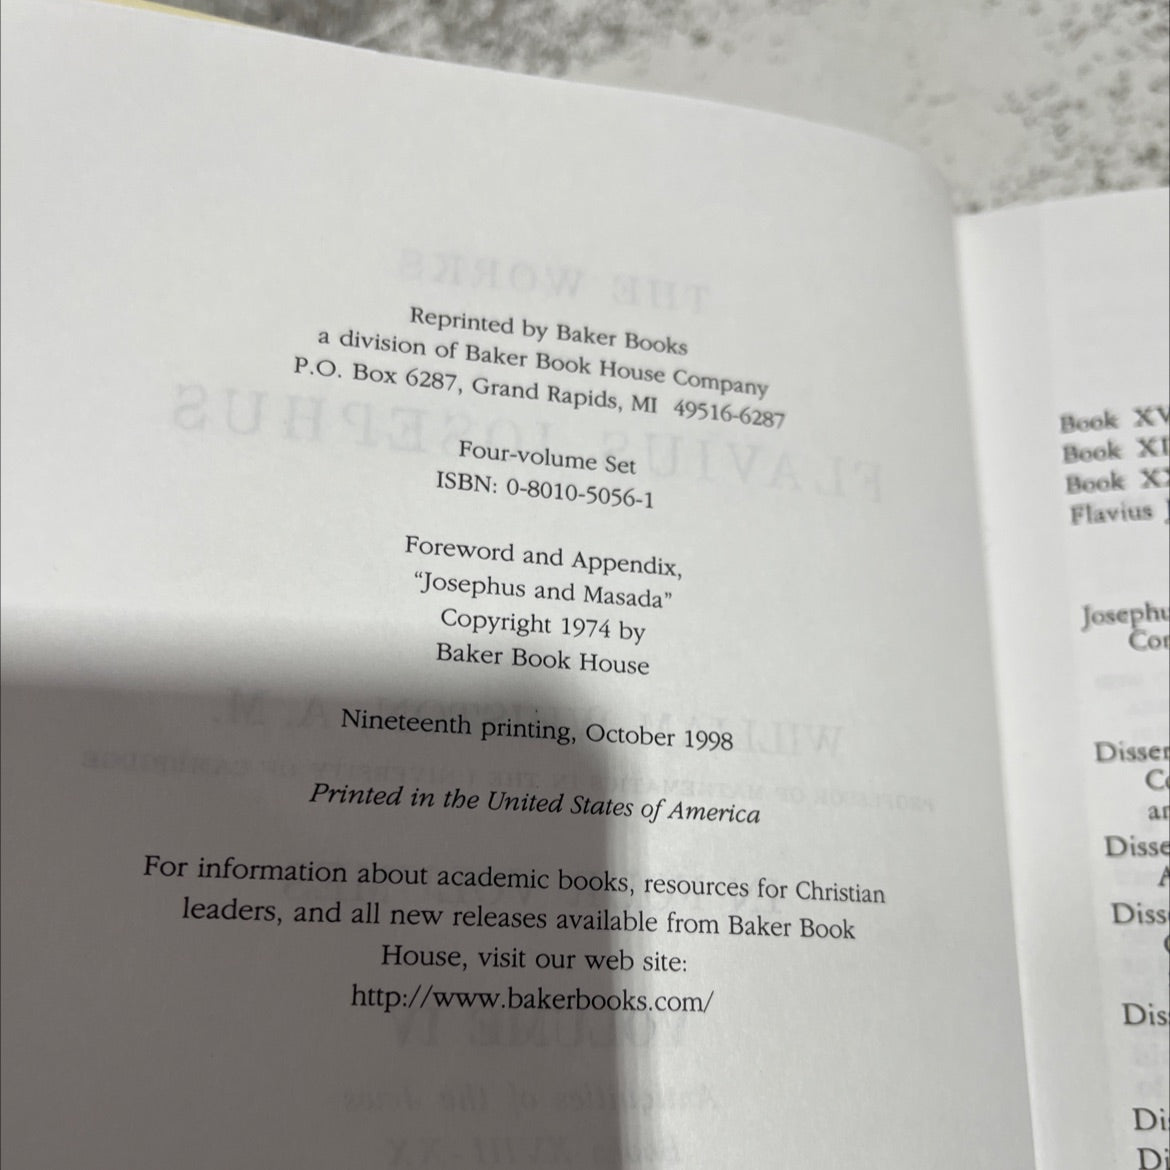 Reprinted by Baker Books
a division of Baker Book House Company
P.O. Box 6287, Grand Rapids, MI 49516-6287
Four-volume Set
ISBN: 0-8010-5056-1
Foreword and Appendix,
“Josephus and Masada”
Copyright 1974 by
Baker Book House
Nineteenth printing, October 1998
Printed in the United States of America
For information about academic books, resources for Christian
leaders, and all new releases available from Baker Book
House, visit our web site:
http://www.bakerbooks.com/
Book
Book
Book
Flavius